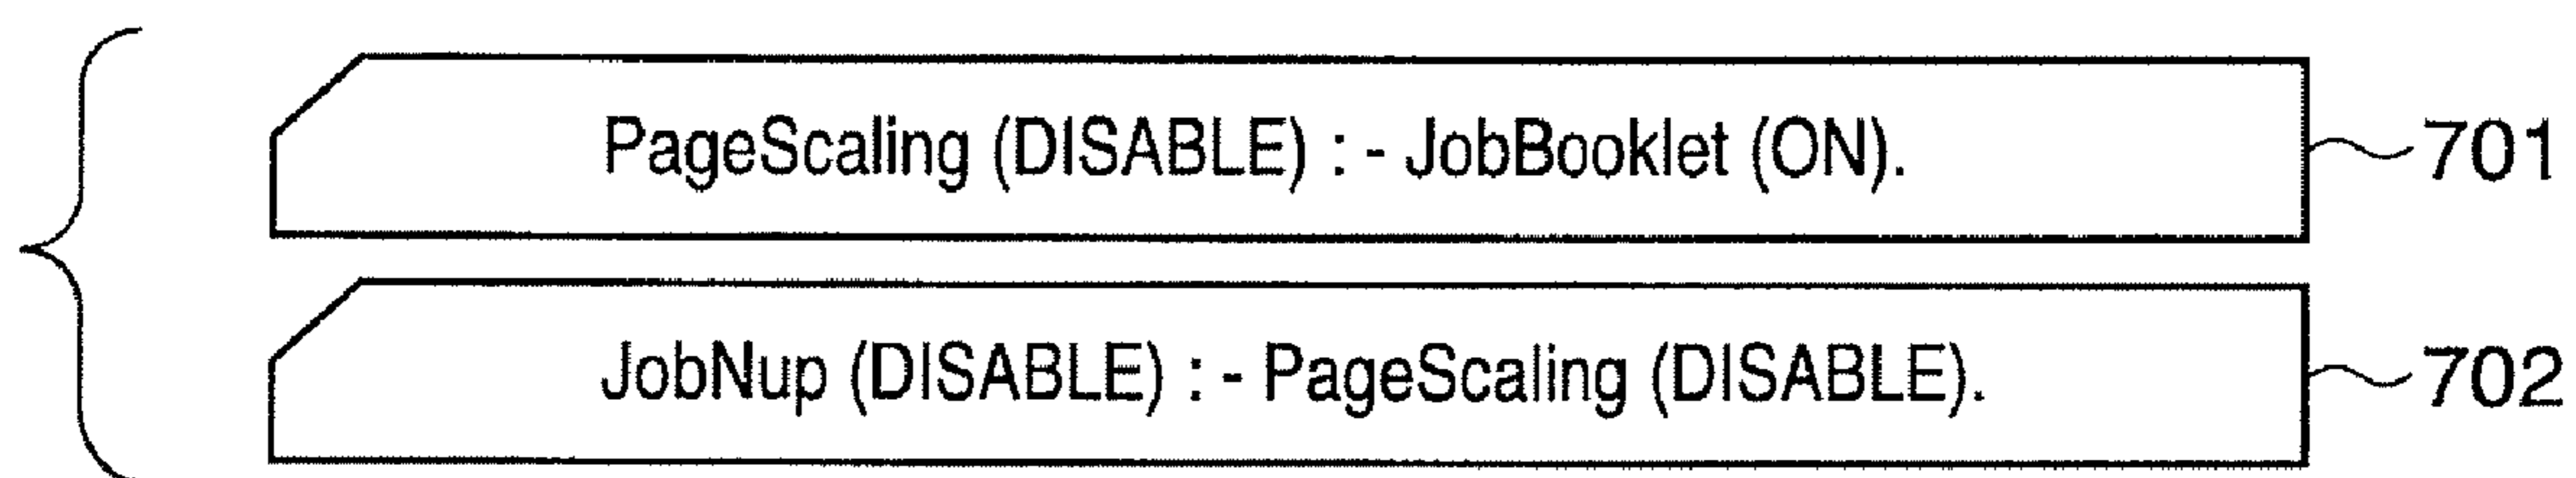 PageScaling (DISABLE) : - JobBooklet (ON). 701
JobNup (DISABLE) : - PageScaling (DISABLE). 702